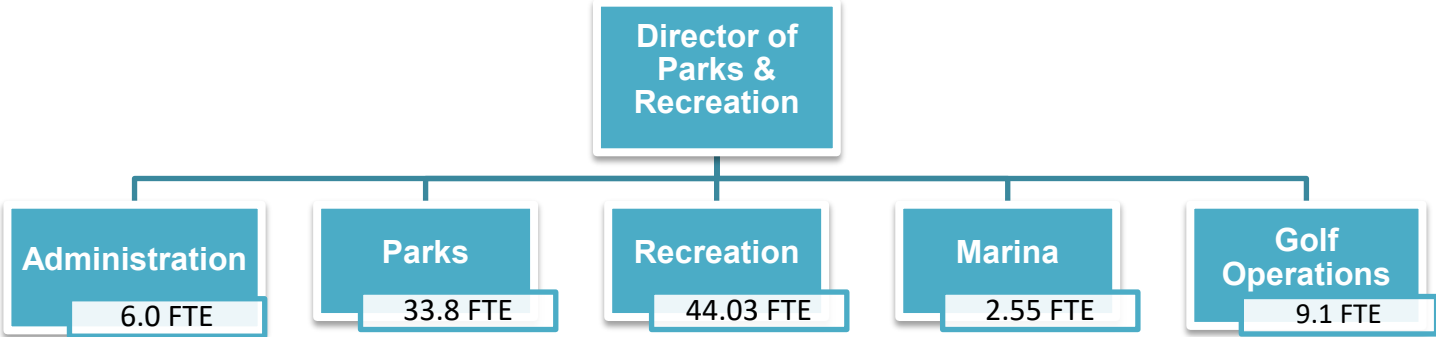 Director of
Parks &
Recreation
Administration
6.0 FTE
Parks
33.8 FTE
Recreation
44.03 FTE
Marina
2.55 FTE
Golf
Operations
9.1 FTE